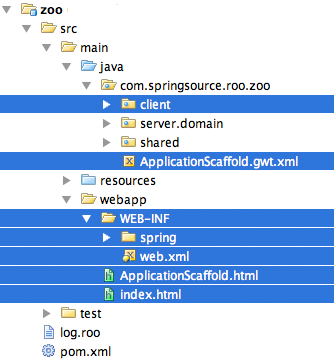 zoo
src
main
java
com.springsource.roo.zoo
client
server.domain
shared
ApplicationScaffold.gwt.xml
resources
webapp
WEB-INF
spring
web.xml
ApplicationScaffold.html
index.html
test
log.roo
pom.xml